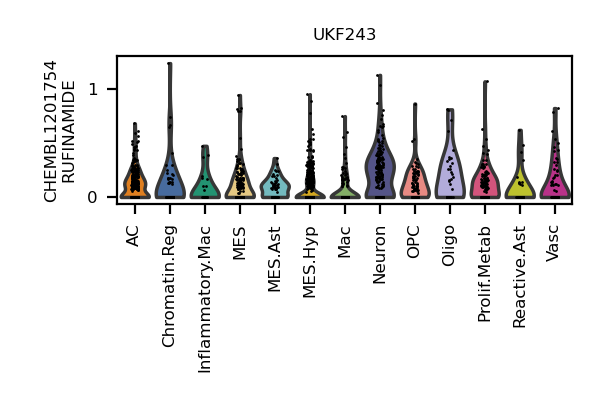 UKF243
CHEMBL1201754
RUFINAMIDE
1
0
AC
Chromatin.Reg
Inflammatory.Mac
MES
MES.Ast
MES.Hyp
Mac
Neuron
OPC
Oligo
Prolif.Metab
Reactive.Ast
Vasc